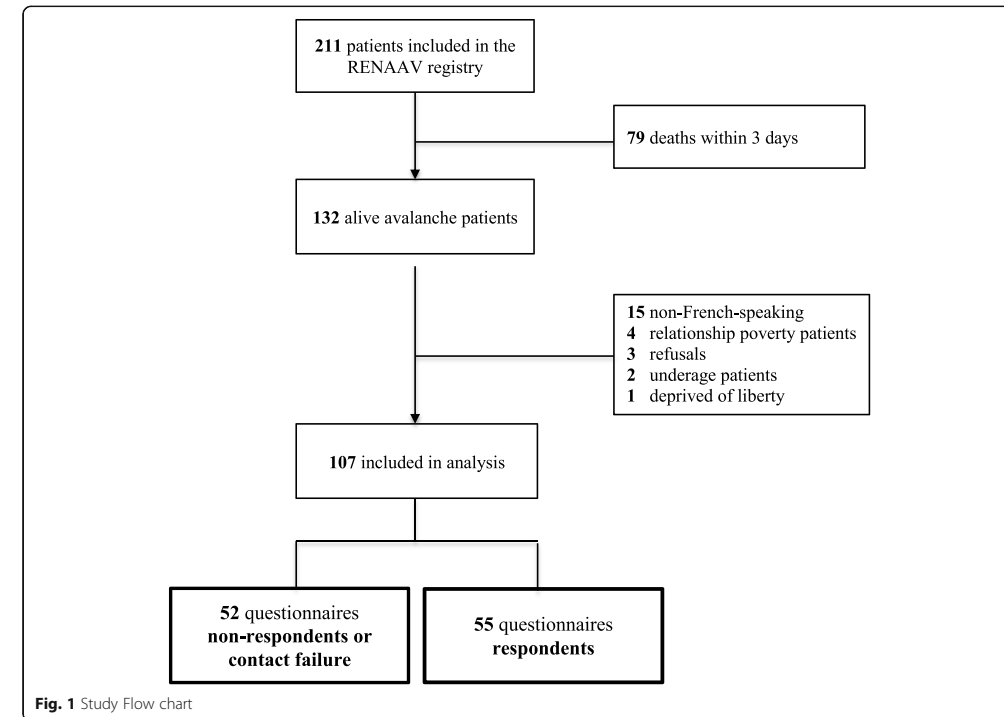 211 patients included in the
RENAAV registry
79 deaths within 3 days
132 alive avalanche patients
15 non-French-speaking
4 relationship poverty patients
3 refusals
2 underage patients
1 deprived of liberty
107 included in analysis
52 questionnaires
non-respondents or
contact failure
55 questionnaires
respondents
Fig. 1 Study Flow chart